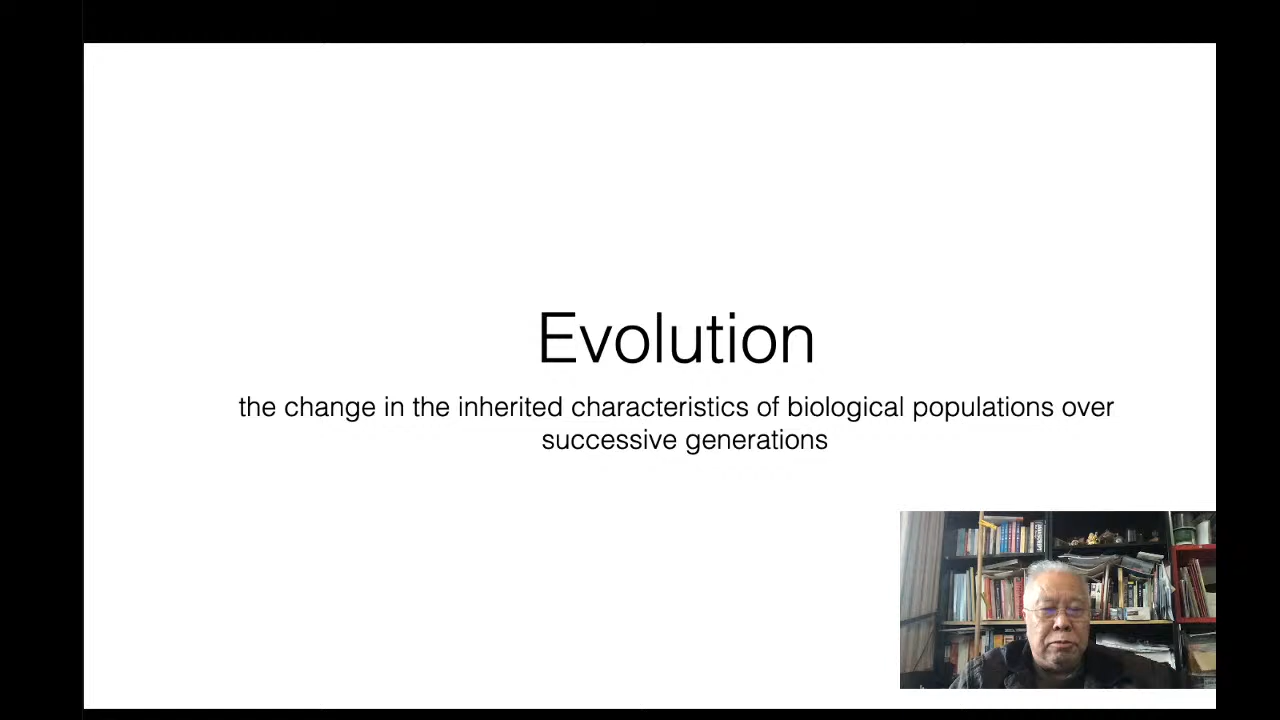 Evolution
the change in the inherited characteristics of biological populations over
successive generations